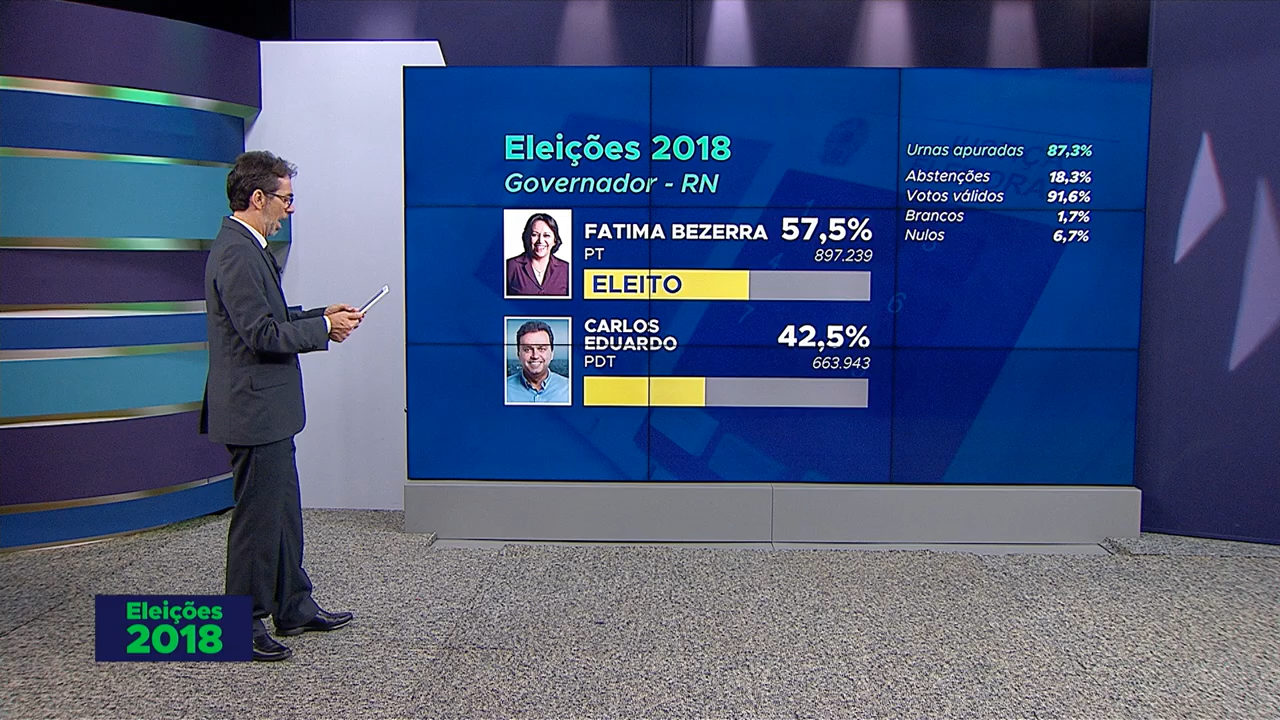 Eleições 2018
Governador - RN
FATIMA BEZERRA 57,5%
PT 897.239
ELEITO
CARLOS
EDUARDO 42,5%
PDT 663.943
Urnas apuradas 87,3%
Abstenções 18,3%
Votos válidos 91,6%
Brancos 1,7%
Nulos 6,7%
Eleições
2018